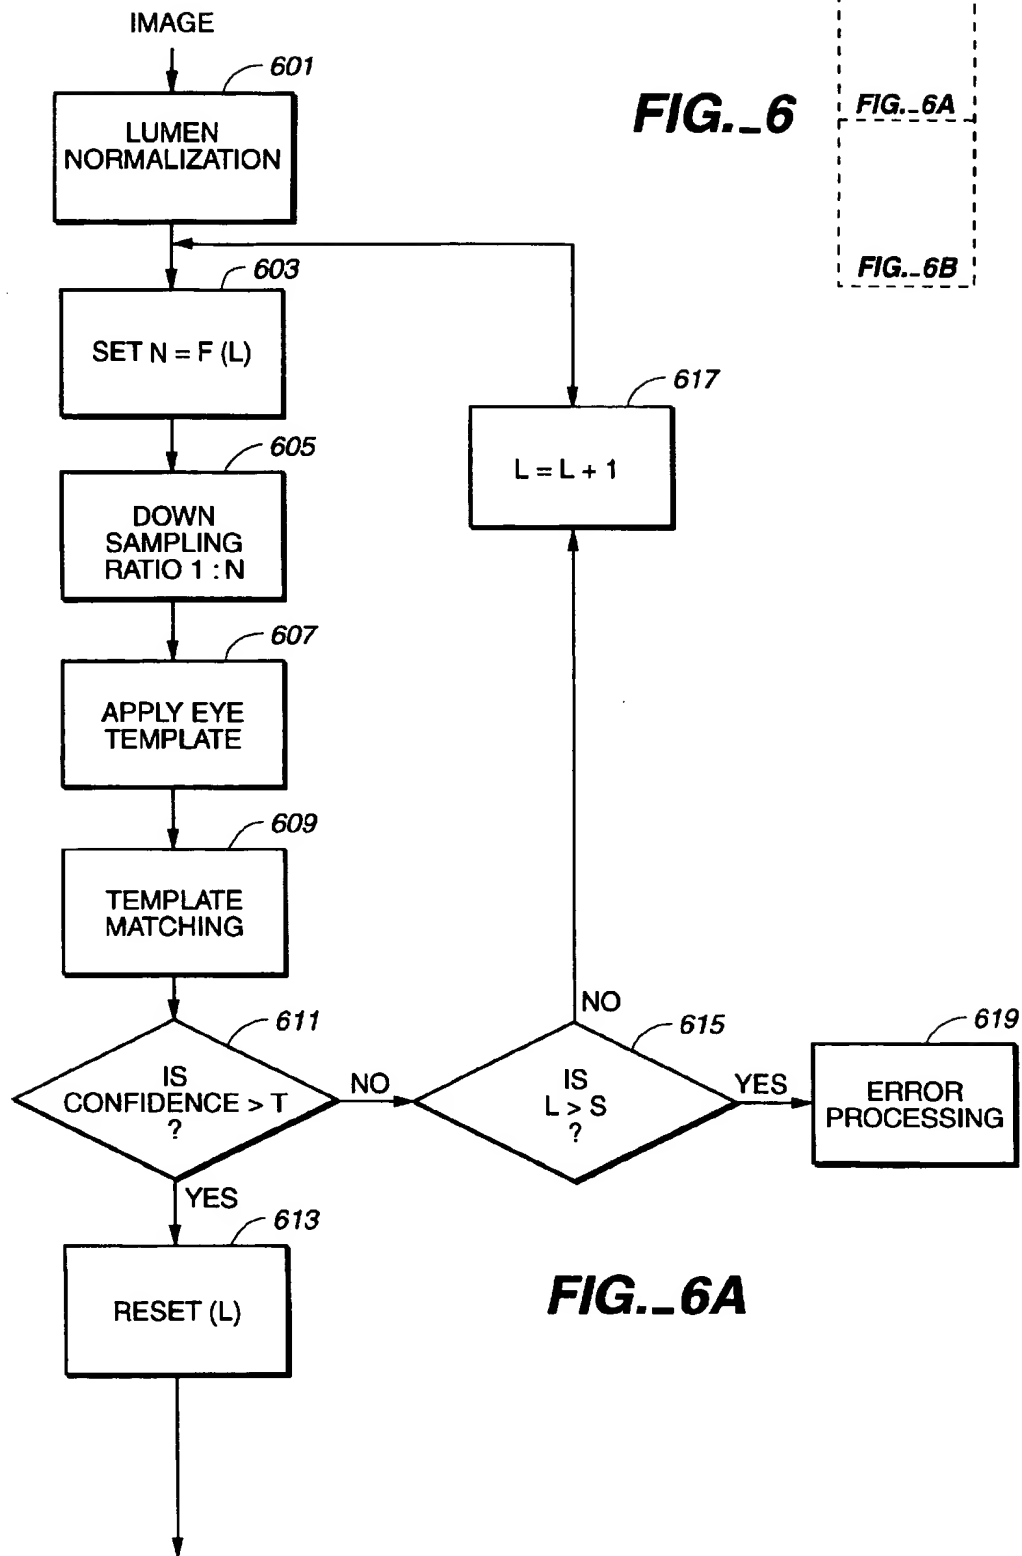 IMAGE
601
LUMEN
NORMALIZATION
FIG._6
FIG._6A
FIG._6B
603
SET N = F (L)
617
L = L + 1
605
DOWN
SAMPLING
RATIO 1 : N
607
APPLY EYE
TEMPLATE
609
TEMPLATE
MATCHING
611
IS
CONFIDENCE > T
?
NO
NO
615
IS
L > S
?
YES
619
ERROR
PROCESSING
YES
613
RESET (L)
FIG._6A